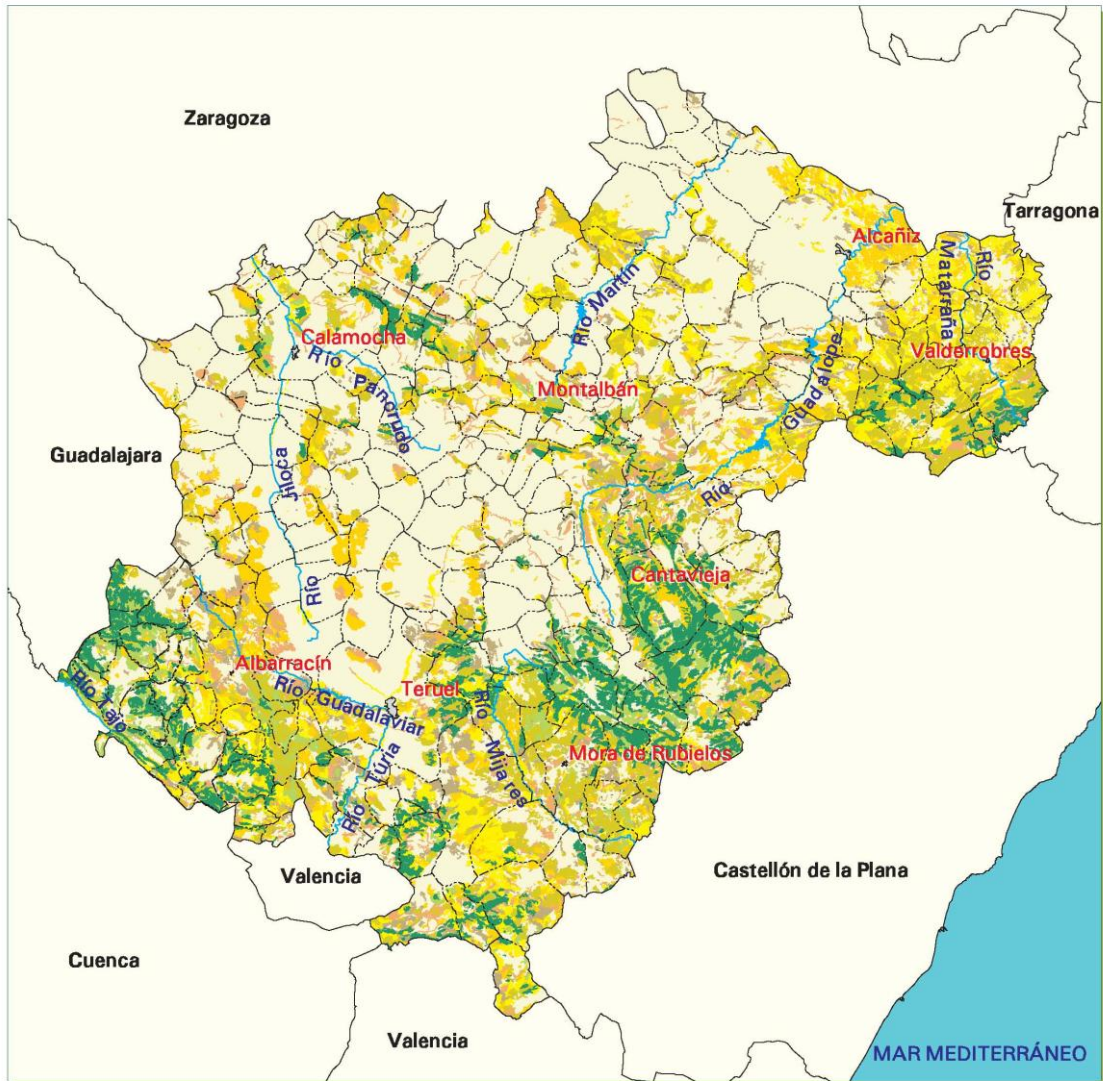 Zaragoza
Tarragona
Alcañiz
Río
Matarraña
Río Martín
Calamocha
Río
Panorudo
Valderrobres
Montalbán
Guadalope
Guadalajara
Jiloca
Río
Río
Cantavieja
Albarracín
Río Guadalaviar
Teruel
Río Tajo
Río
Mijares
Mora de Rubielos
Río Turia
Valencia
Castellón de la Plana
Cuenca
Valencia
MAR MEDITERRÁNEO